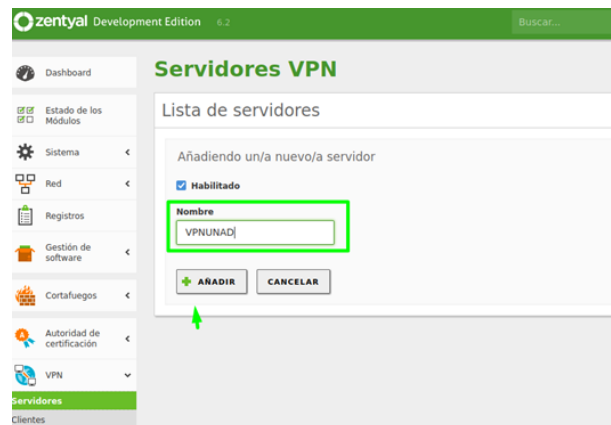 zentyal Development Edition 6.2
Buscar...
Dashboard
Estado de los
Módulos
Sistema
Red
Registros
Gestión de
software
Cortafuegos
Autoridad de
certificación
VPN
Servidores
Clientes
Servidores VPN
Lista de servidores
Añadiendo un/a nuevo/a servidor
Habilitado
Nombre
VPNUNAD
AÑADIR
CANCELAR